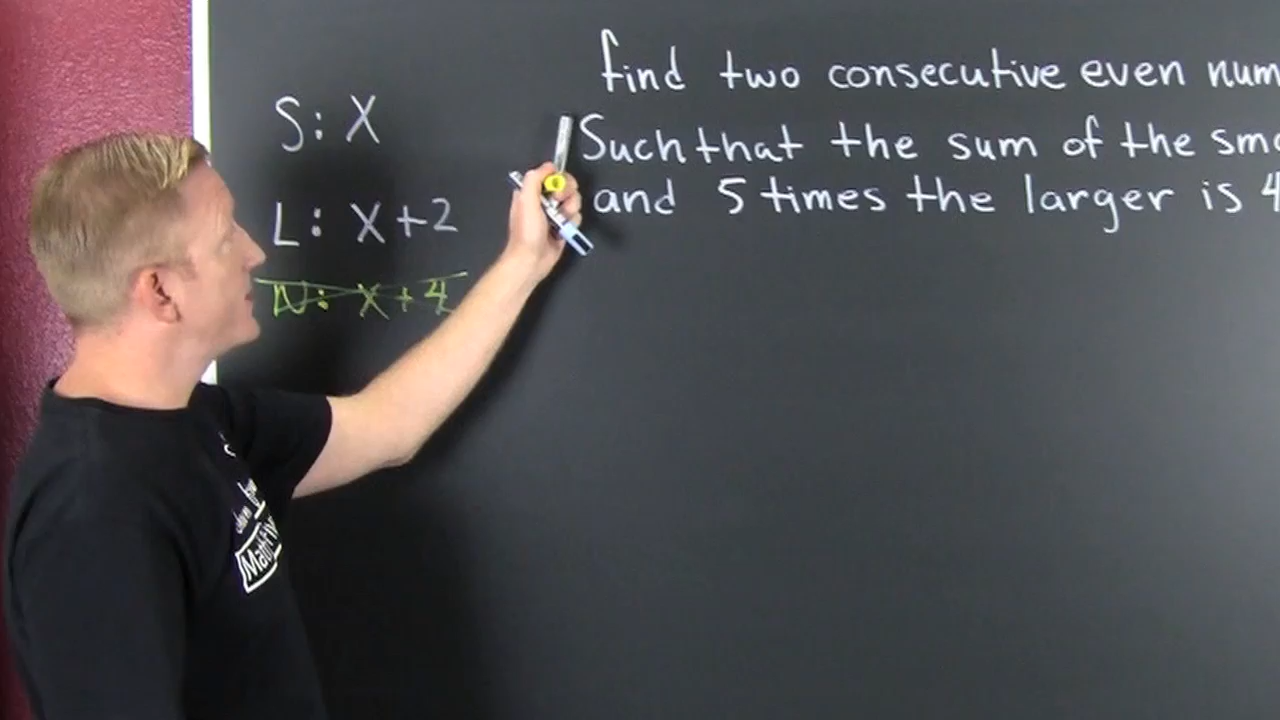 S: X
L: X+2
N: X+4
find two consecutive even num
Such that the sum of the sm
and 5 times the larger is 4
Math